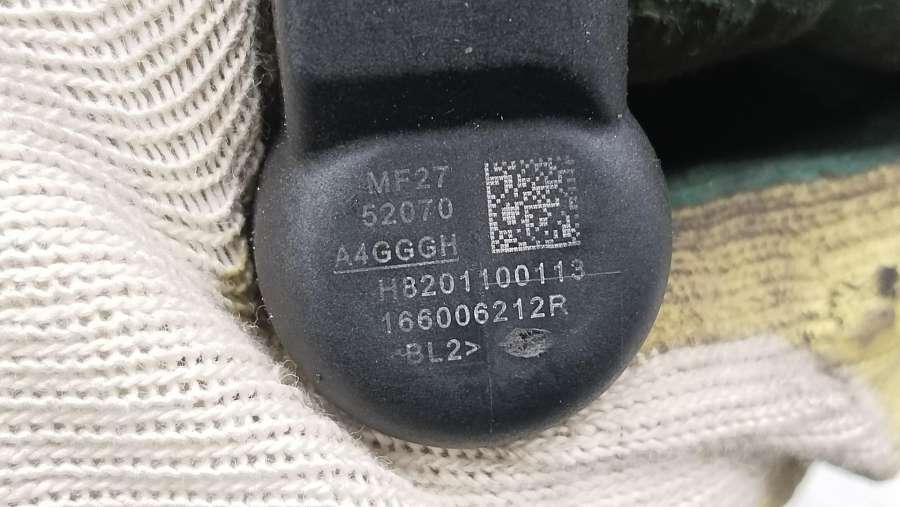 MF27
52070
A4GGGH
H8201100113
166006212R
BL2>